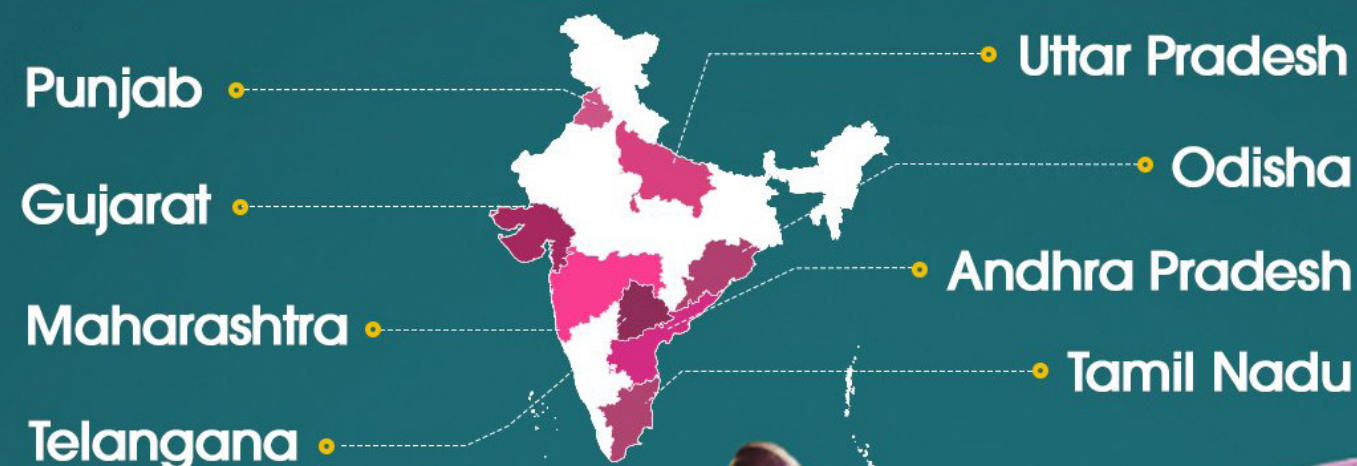 Punjab
Gujarat
Maharashtra
Telangana
Uttar Pradesh
Odisha
Andhra Pradesh
Tamil Nadu